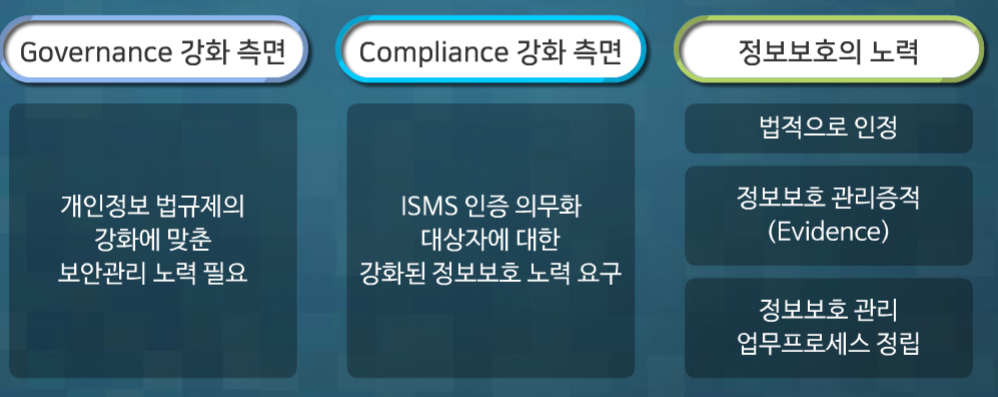 Governance 강화 측면
개인정보 법규제의
강화에 맞춘
보안관리 노력 필요
Compliance 강화 측면
ISMS 인증 의무화
대상자에 대한
강화된 정보보호 노력 요구
정보보호의 노력
법적으로 인정
정보보호 관리증적
(Evidence)
정보보호 관리
업무프로세스 정립